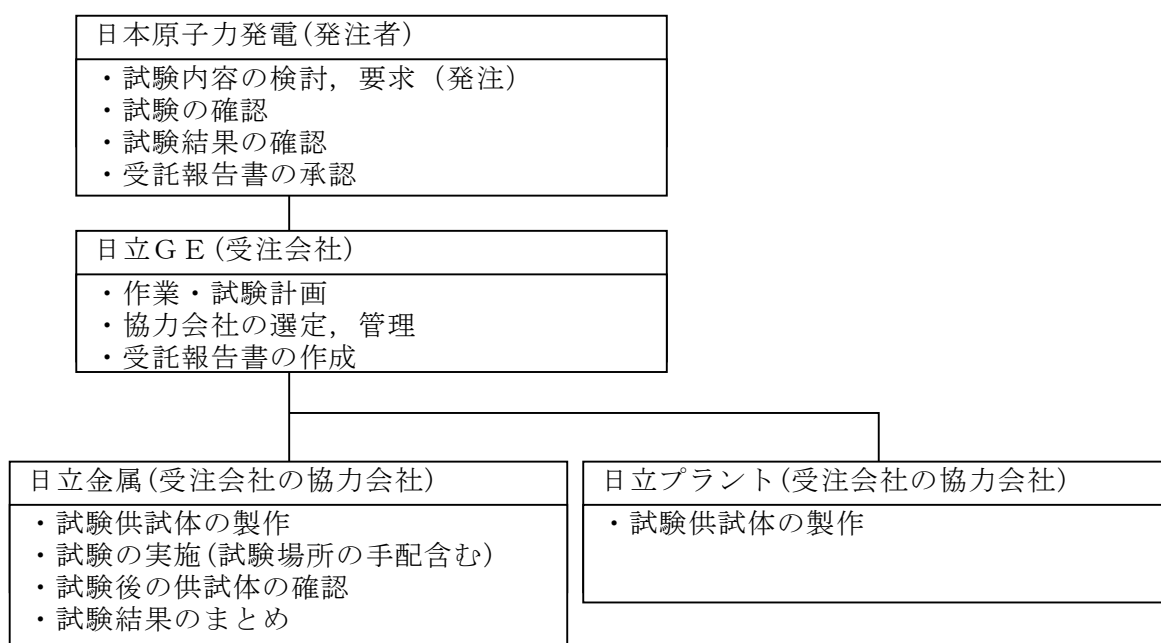 日本原子力発電(発注者)
・試験内容の検討，要求（発注）
・試験の確認
・試験結果の確認
・受託報告書の承認
日立ＧＥ(受注会社)
・作業・試験計画
・協力会社の選定，管理
・受託報告書の作成
日立金属(受注会社の協力会社)
・試験供試体の製作
・試験の実施(試験場所の手配含む)
・試験後の供試体の確認
・試験結果のまとめ
日立プラント(受注会社の協力会社)
・試験供試体の製作